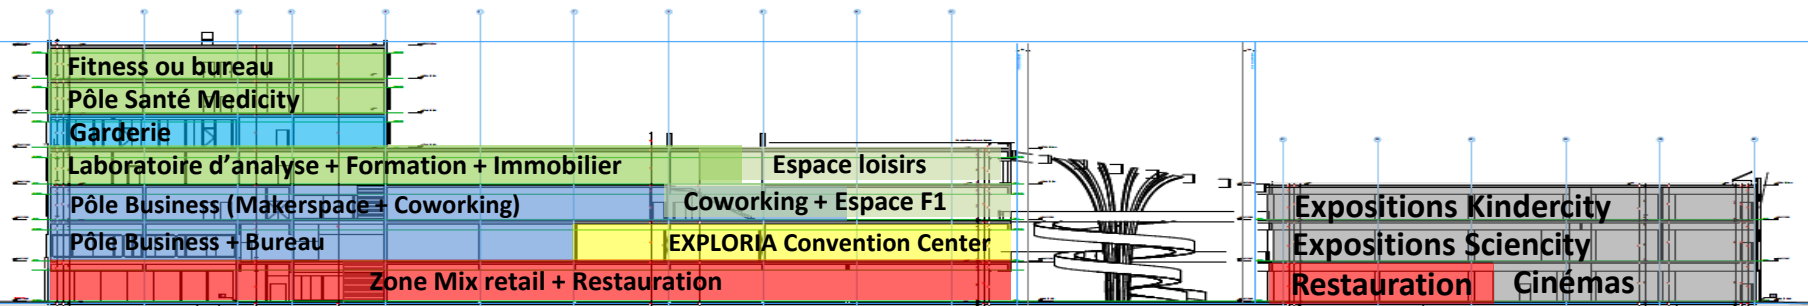 Fitness ou bureau
Pôle Santé Medicity
Garderie
Laboratoire d'analyse + Formation + Immobilier
Espace loisirs
Pôle Business (Makerspace + Coworking)
Coworking + Espace F1
Pôle Business + Bureau
EXPLORIA Convention Center
Zone Mix retail + Restauration
Expositions Kindercity
Expositions Sciencity
Restauration
Cinémas